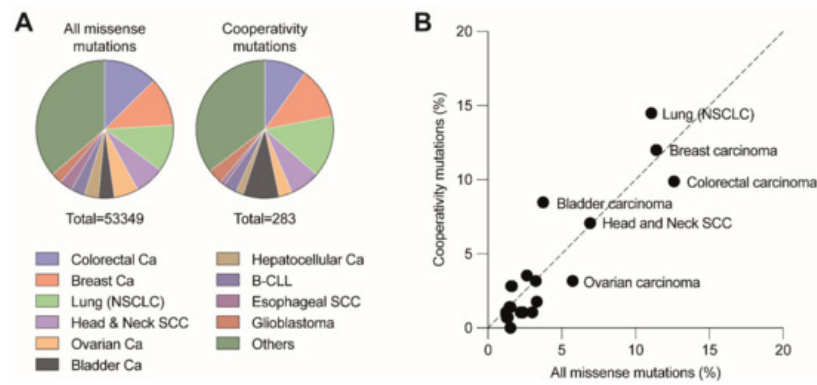 A
All missense
mutations
Cooperativity
mutations
Total=53349
Total=283
Colorectal Ca
Breast Ca
Lung (NSCLC)
Head & Neck SCC
Ovarian Ca
Bladder Ca
Hepatocellular Ca
B-CLL
Esophageal SCC
Glioblastoma
Others
B
Cooperativity mutations (%)
20
15
10
5
0
Lung (NSCLC)
Breast carcinoma
Colorectal carcinoma
Bladder carcinoma
Head and Neck SCC
Ovarian carcinoma
0 5 10 15 20
All missense mutations (%)